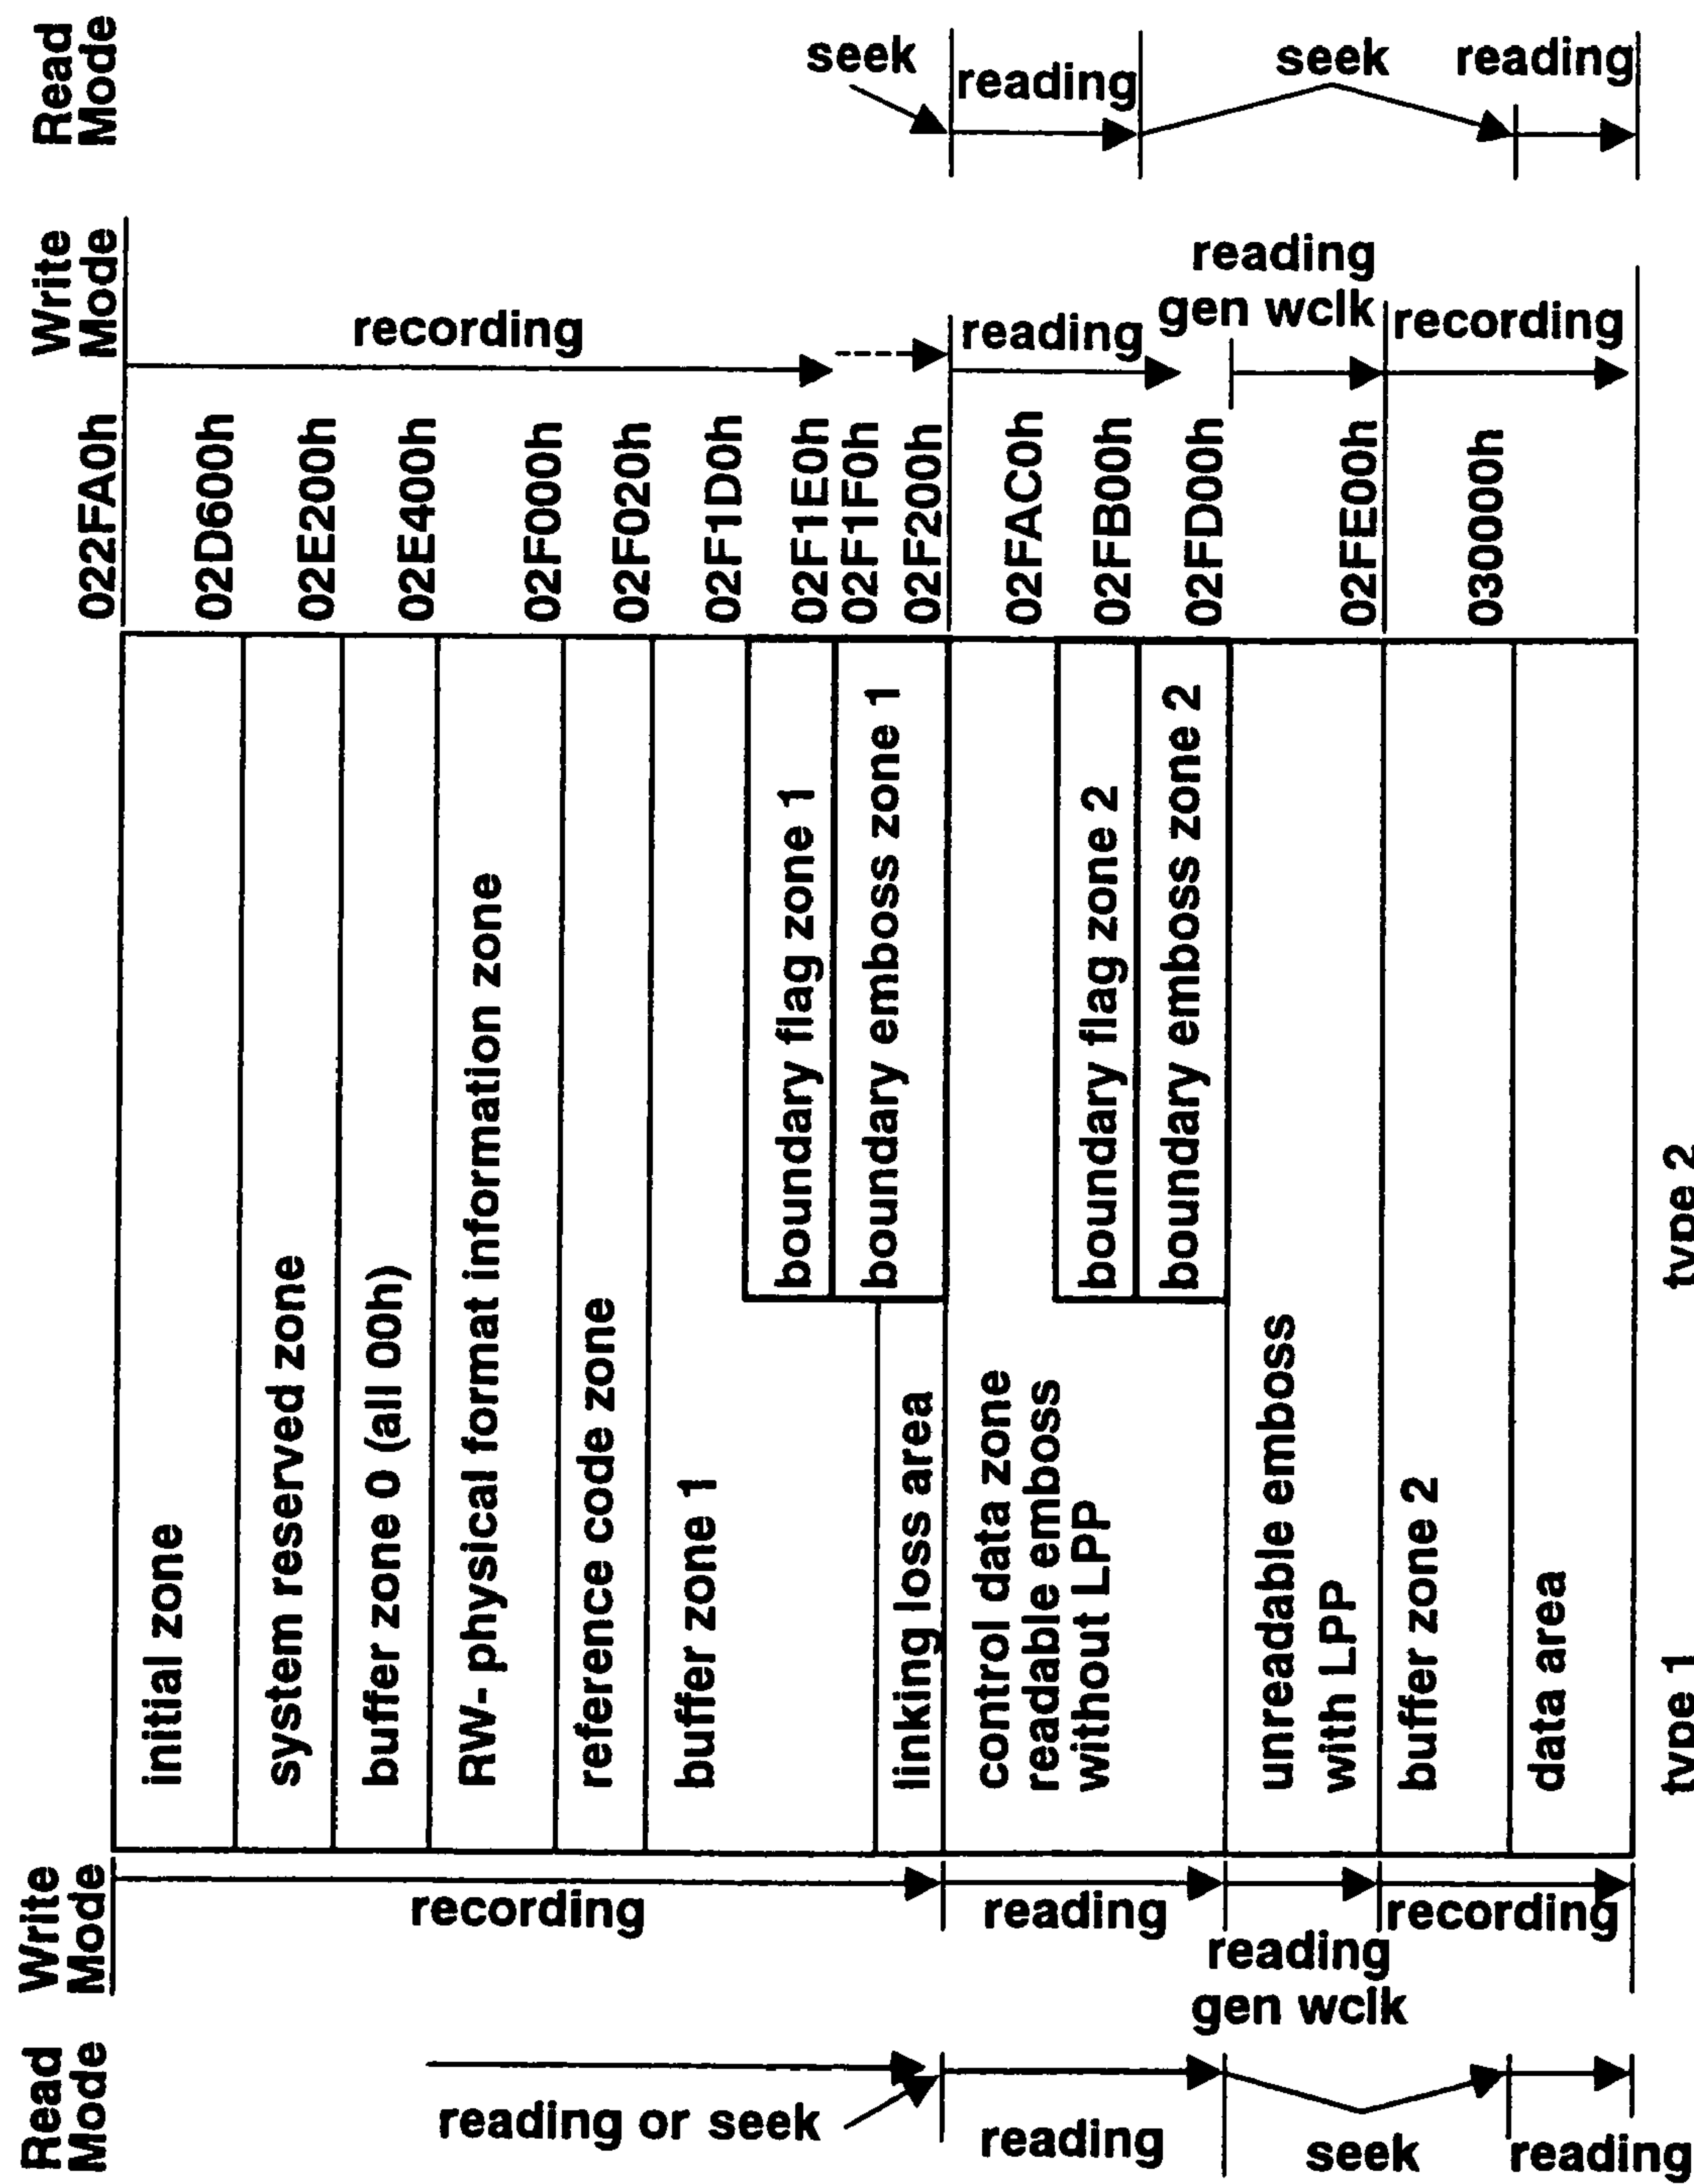 Read
Mode
seek
reading
seek
reading
Write
Mode
recording
reading
reading
gen wclk
recording
022FA0h
02D600h
02E200h
02E400h
02F000h
02F020h
02F1D0h
02F1E0h
02F1F0h
02F200h
02FAC0h
02FB00h
02FD00h
02FE00h
030000h
initial zone
system reserved zone
buffer zone 0 (all 00h)
RW- physical format information zone
reference code zone
buffer zone 1
boundary flag zone 1
boundary emboss zone 1
linking loss area
control data zone
readable emboss
without LPP
boundary flag zone 2
boundary emboss zone 2
unreadable emboss
with LPP
buffer zone 2
data area
type 1
type 2
Write
Mode
recording
reading
reading
gen wclk
recording
Read
Mode
reading or seek
reading
seek
reading